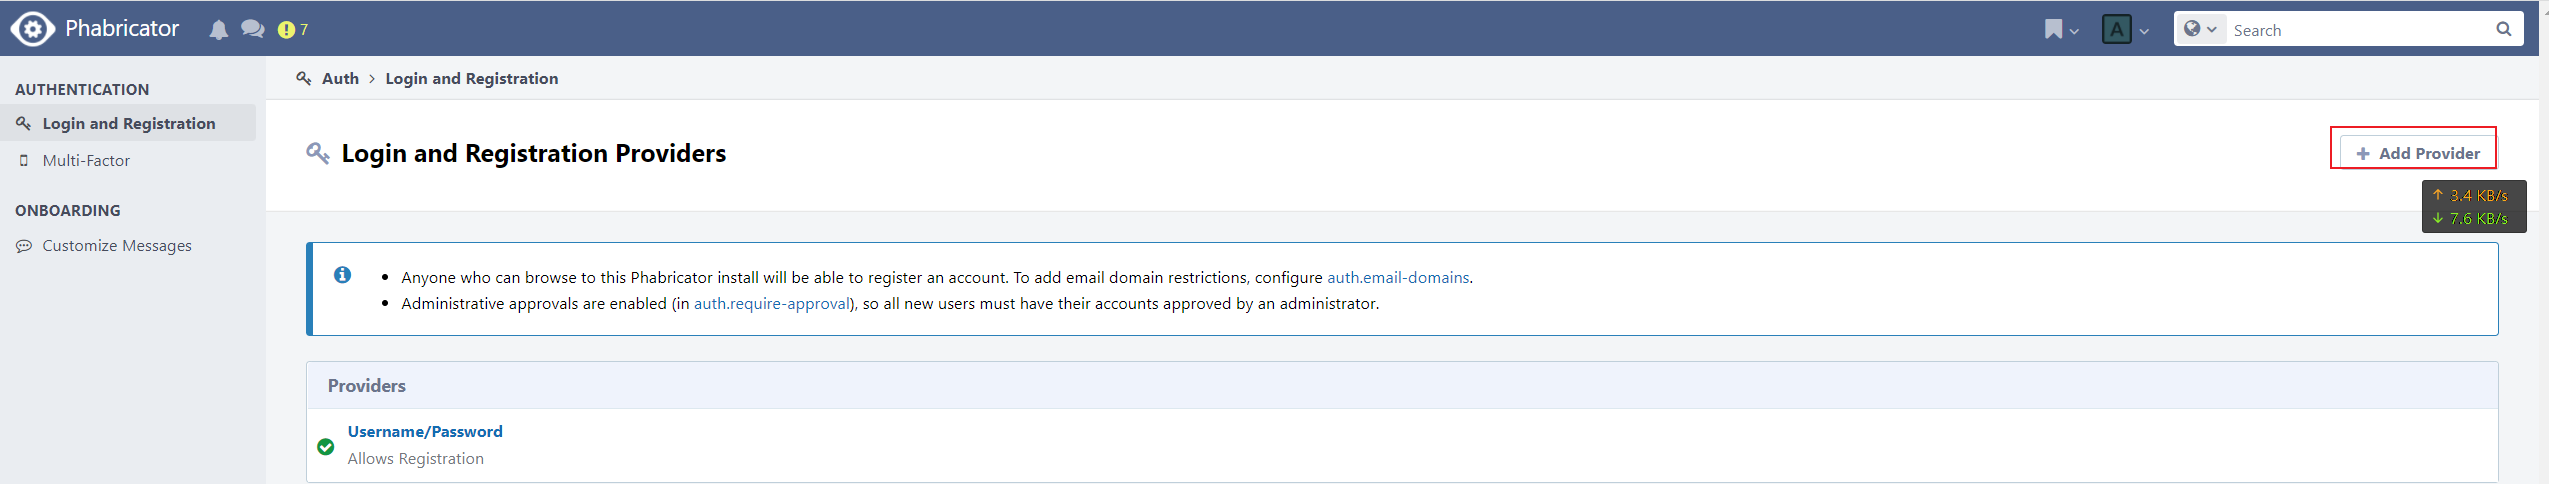 Phabricator
7
A
Search
AUTHENTICATION
Login and Registration
Multi-Factor
ONBOARDING
Customize Messages
Auth > Login and Registration
Login and Registration Providers
Add Provider
↑ 3.4 KB/s
↓ 7.6 KB/s
• Anyone who can browse to this Phabricator install will be able to register an account. To add email domain restrictions, configure auth.email-domains.
• Administrative approvals are enabled (in auth.require-approval), so all new users must have their accounts approved by an administrator.
Providers
Username/Password
Allows Registration